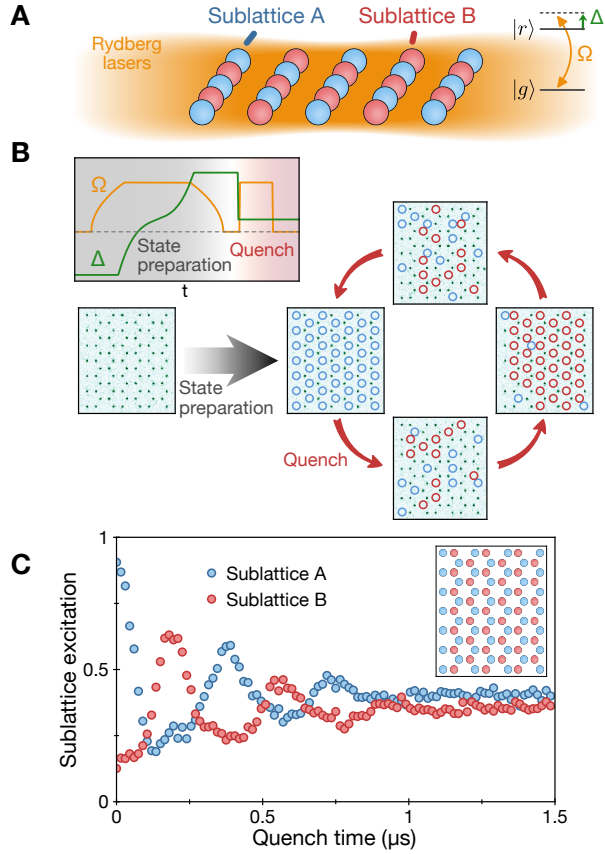 A
Sublattice A
Sublattice B
Rydberg
lasers
|r⟩
Δ
Ω
|g⟩
B
Ω
Δ
State
preparation
Quench
t
State
preparation
Quench
C
Sublattice excitation
1
0.5
0
Sublattice A
Sublattice B
0
0.5
1
1.5
Quench time (μs)